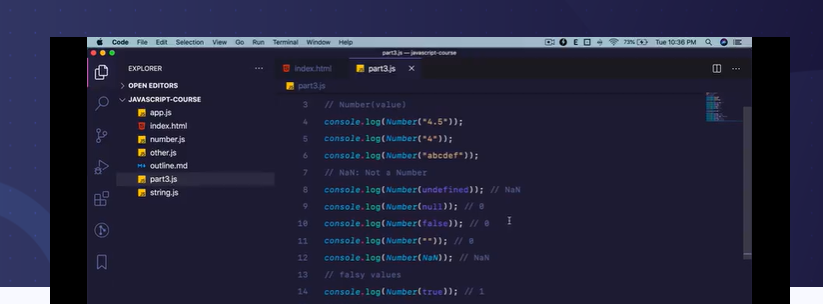 Code File Edit Selection View Go Run Terminal Window Help 73% Tue 10:36 PM
part3.js — javascript-course
EXPLORER
OPEN EDITORS
JAVASCRIPT-COURSE
app.js
index.html
number.js
other.js
outline.md
part3.js
string.js
index.html part3.js
part3.js
3 // Number(value)
4 console.log(Number("4.5"));
5 console.log(Number("4"));
6 console.log(Number("abcdef"));
7 // NaN: Not a Number
8 console.log(Number(undefined)); // NaN
9 console.log(Number(null)); // 0
10 console.log(Number(false)); // 0
11 console.log(Number("")); // 0
12 console.log(Number(NaN)); // NaN
13 // falsy values
14 console.log(Number(true)); // 1